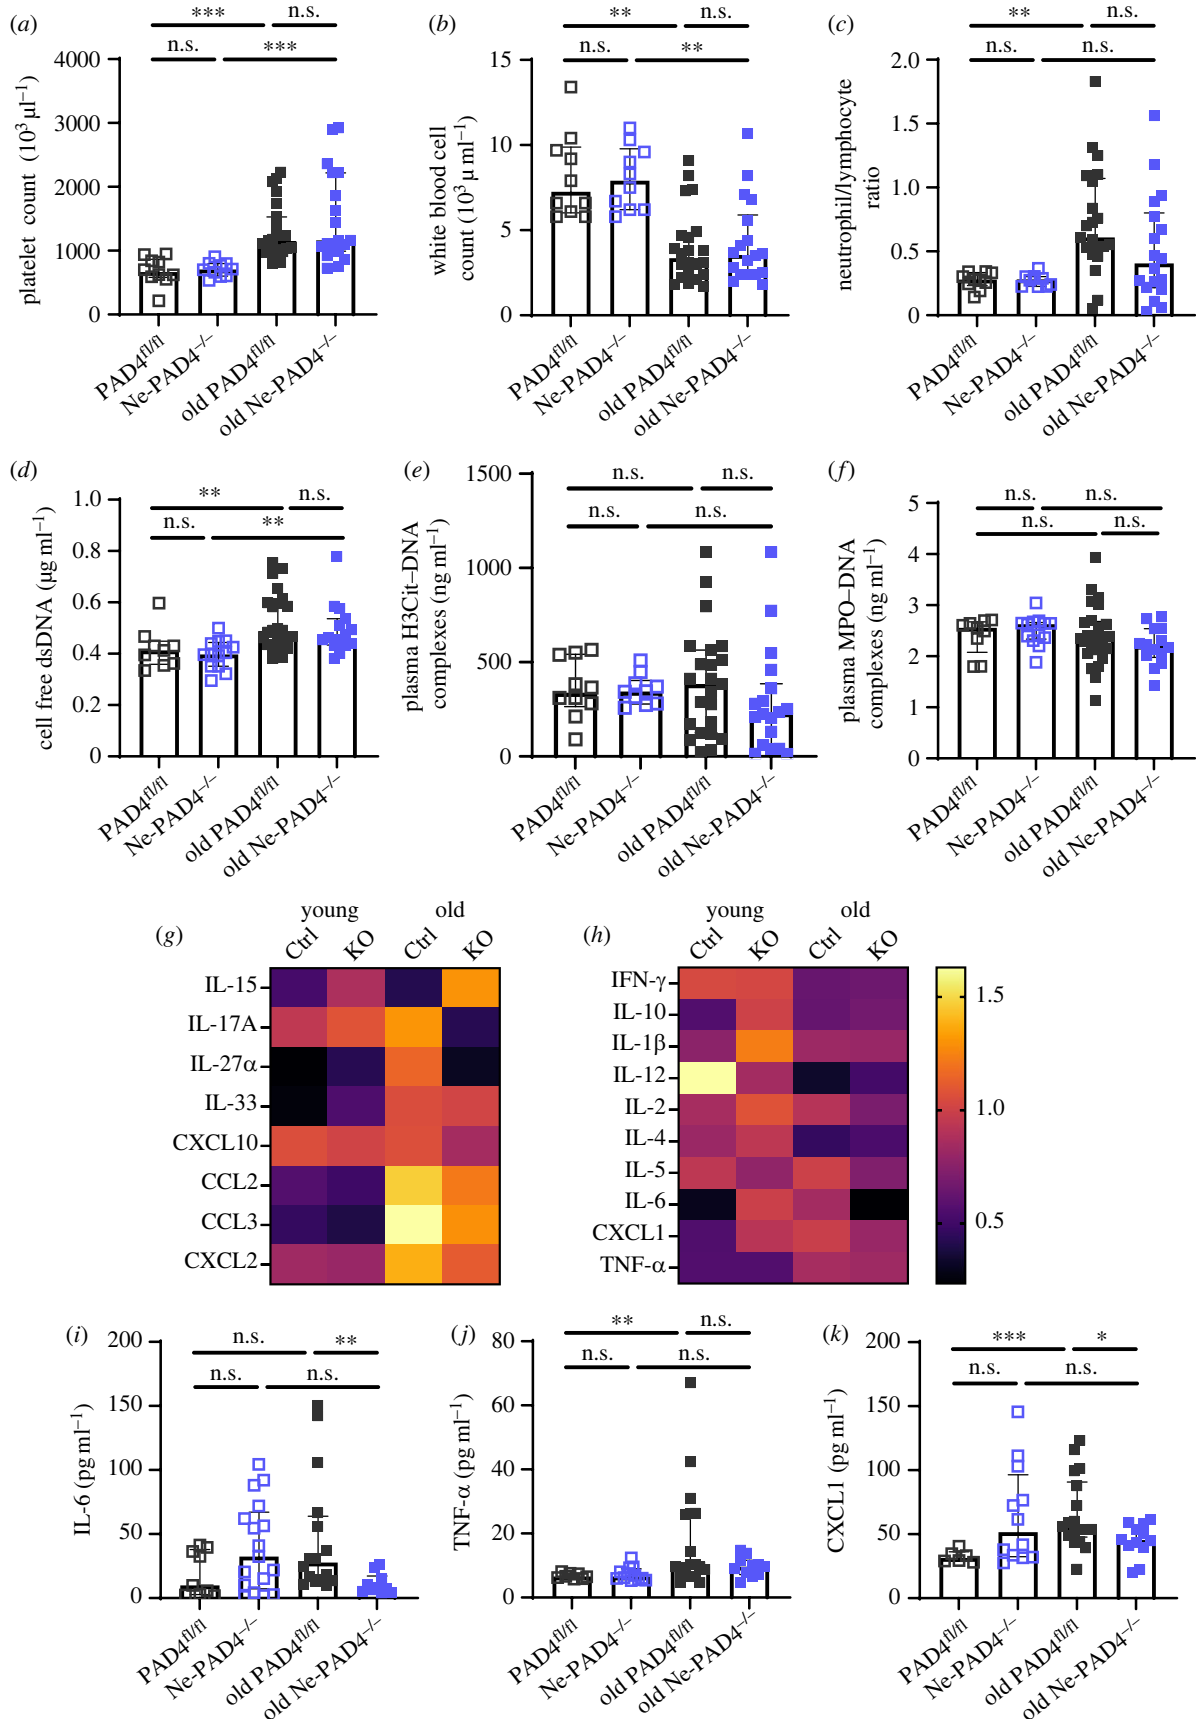 (a)
*** n.s.
n.s. ***
platelet count (10³ µl⁻¹)
4000
3000
2000
1000
0
PAD4fl/fl
Ne-PAD4−/−
old PAD4fl/fl
old Ne-PAD4−/−
(b)
** n.s.
n.s. **
white blood cell
count (10³ µ ml⁻¹)
15
10
5
0
PAD4fl/fl
Ne-PAD4−/−
old PAD4fl/fl
old Ne-PAD4−/−
(c)
** n.s.
n.s. n.s.
neutrophil/lymphocyte
ratio
2.0
1.5
1.0
0.5
0
PAD4fl/fl
Ne-PAD4−/−
old PAD4fl/fl
old Ne-PAD4−/−
(d)
** n.s.
n.s. **
cell free dsDNA (µg ml⁻¹)
1.0
0.8
0.6
0.4
0.2
0
PAD4fl/fl
Ne-PAD4−/−
old PAD4fl/fl
old Ne-PAD4−/−
(e)
n.s. n.s.
n.s. n.s.
plasma H3Cit–DNA
complexes (ng ml⁻¹)
1500
1000
500
0
PAD4fl/fl
Ne-PAD4−/−
old PAD4fl/fl
old Ne-PAD4−/−
(f)
n.s. n.s.
n.s. n.s.
plasma MPO–DNA
complexes (ng ml⁻¹)
5
4
3
2
1
0
PAD4fl/fl
Ne-PAD4−/−
old PAD4fl/fl
old Ne-PAD4−/−
(g)
young old
Ctrl KO Ctrl KO
IL-15
IL-17A
IL-27α
IL-33
CXCL10
CCL2
CCL3
CXCL2
(h)
young old
Ctrl KO Ctrl KO
IFN-γ
IL-10
IL-1β
IL-12
IL-2
IL-4
IL-5
IL-6
CXCL1
TNF-α
1.5
1.0
0.5
(i)
n.s. **
n.s. n.s.
IL-6 (pg ml⁻¹)
200
150
100
50
0
PAD4fl/fl
Ne-PAD4−/−
old PAD4fl/fl
old Ne-PAD4−/−
(j)
** n.s.
n.s. n.s.
TNF-α (pg ml⁻¹)
80
60
40
20
0
PAD4fl/fl
Ne-PAD4−/−
old PAD4fl/fl
old Ne-PAD4−/−
(k)
*** *
n.s. n.s.
CXCL1 (pg ml⁻¹)
200
150
100
50
0
PAD4fl/fl
Ne-PAD4−/−
old PAD4fl/fl
old Ne-PAD4−/−